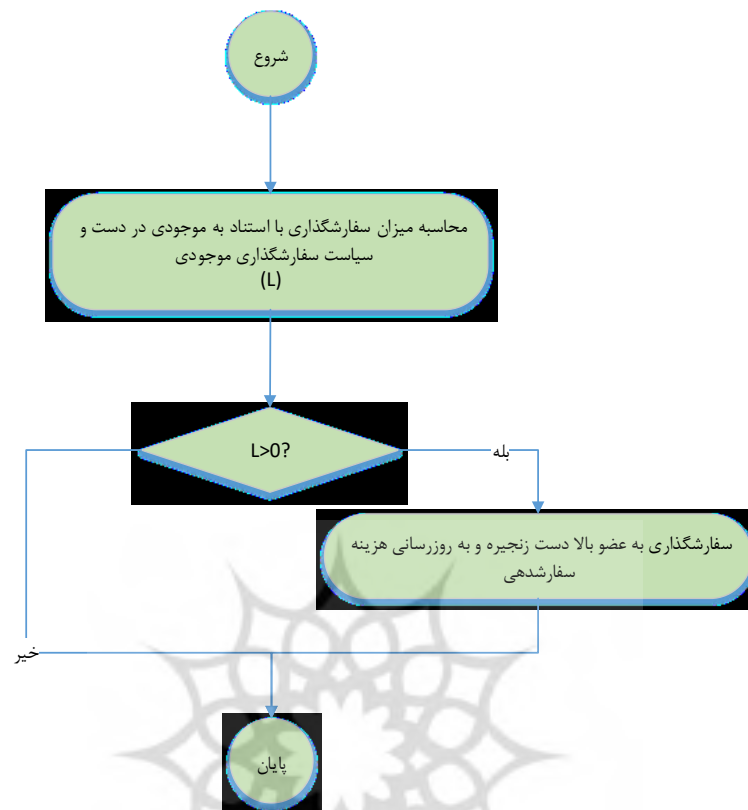 شروع
محاسبه میزان سفارشگذاری با استناد به موجودی در دست و
سیاست سفارشگذاری موجودی
(L)
L>0?
بله
سفارشگذاری به عضو بالا دست زنجیره و به روزرسانی هزینه
سفارشدهی
خیر
پایان